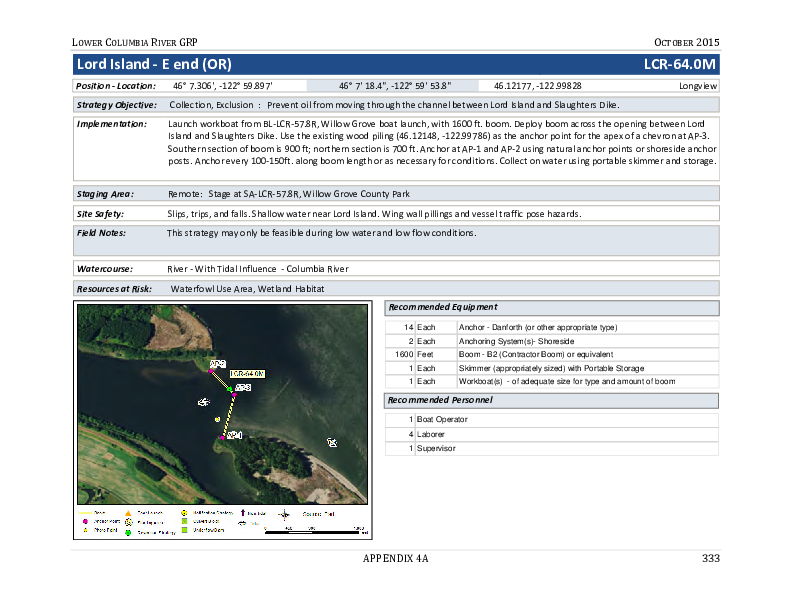 LOWER COLUMBIA RIVER GRP OCTOBER 2015
Lord Island - E end (OR) LCR-64.0M
Position - Location: 46° 7.306', -122° 59.897' 46° 7' 18.4", -122° 59' 53.8" 46.12177, -122.99828 Longview
Strategy Objective: Collection, Exclusion : Prevent oil from moving through the channel between Lord Island and Slaughters Dike.
Implementation: Launch workboat from BL-LCR-57.8R, Willow Grove boat launch, with 1600 ft. boom. Deploy boom across the opening between Lord
Island and Slaughters Dike. Use the existing wood piling (46.12148, -122.99786) as the anchor point for the apex of a chevron at AP-3.
Southern section of boom is 900 ft; northern section is 700 ft. Anchor at AP-1 and AP-2 using natural anchor points or shoreside anchor
posts. Anchor every 100-150ft. along boom length or as necessary for conditions. Collect on water using portable skimmer and storage.
Staging Area: Remote: Stage at SA-LCR-57.8R, Willow Grove County Park
Site Safety: Slips, trips, and falls. Shallow water near Lord Island. Wing wall pillings and vessel traffic pose hazards.
Field Notes: This strategy may only be feasible during low water and low flow conditions.
Watercourse: River - With Tidal Influence - Columbia River
Resources at Risk: Waterfowl Use Area, Wetland Habitat
Recommended Equipment
14 Each Anchor - Danforth (or other appropriate type)
2 Each Anchoring System(s)- Shoreside
1600 Feet Boom - B2 (Contractor Boom) or equivalent
1 Each Skimmer (appropriately sized) with Portable Storage
1 Each Workboat(s) - of adequate size for type and amount of boom
Recommended Personnel
1 Boat Operator
4 Laborer
1 Supervisor
LCR-64.0M
AP-3
AP-1
Anchor Point
Photo Point
Notification Strategy
Underflow Dam
APPENDIX 4A 333